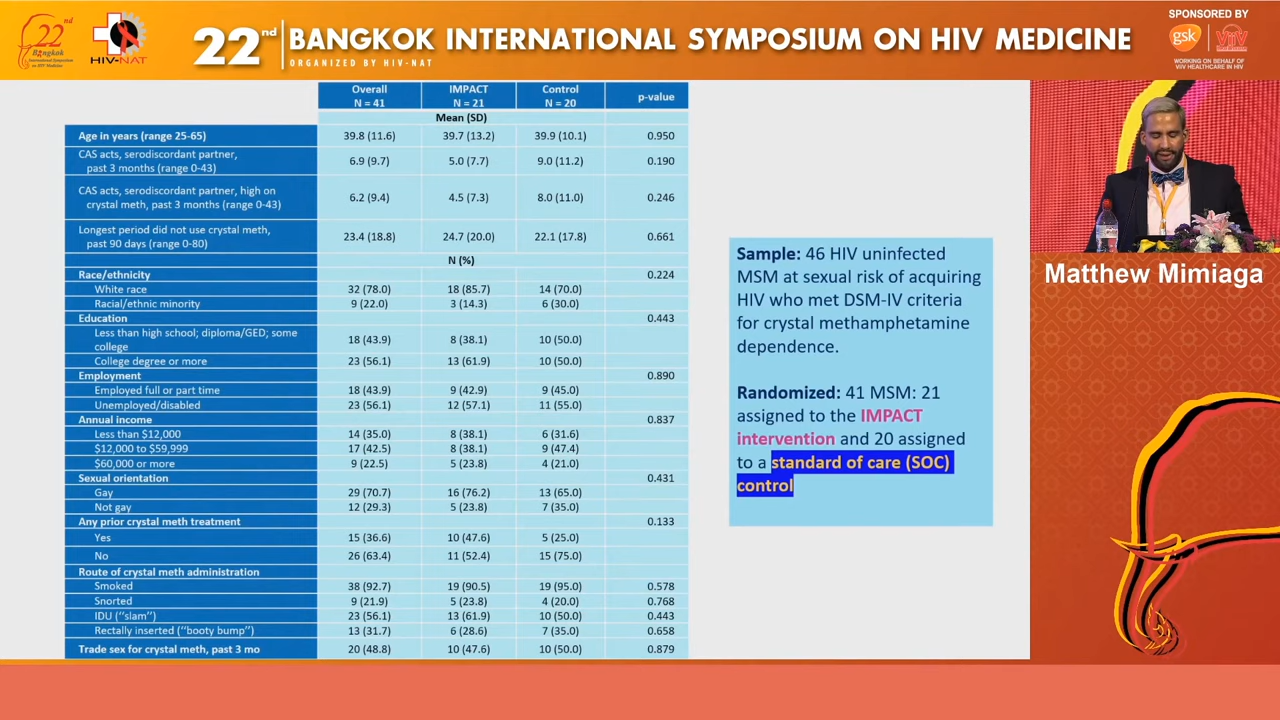 22nd
Bangkok
International Symposium
on HIV Medicine
HIV-NAT
22nd
BANGKOK INTERNATIONAL SYMPOSIUM ON HIV MEDICINE
ORGANIZED BY HIV-NAT
SPONSORED BY
gsk
ViiV
WORKING ON BEHALF OF
VIIV HEALTHCARE IN HIV
Overall N = 41 IMPACT N = 21 Control N = 20 p-value
Mean (SD)
Age in years (range 25-65) 39.8 (11.6) 39.7 (13.2) 39.9 (10.1) 0.950
CAS acts, serodiscordant partner,
past 3 months (range 0-43) 6.9 (9.7) 5.0 (7.7) 9.0 (11.2) 0.190
CAS acts, serodiscordant partner, high on
crystal meth, past 3 months (range 0-43) 6.2 (9.4) 4.5 (7.3) 8.0 (11.0) 0.246
Longest period did not use crystal meth,
past 90 days (range 0-80) 23.4 (18.8) 24.7 (20.0) 22.1 (17.8) 0.661
N (%)
Race/ethnicity 0.224
White race 32 (78.0) 18 (85.7) 14 (70.0)
Racial/ethnic minority 9 (22.0) 3 (14.3) 6 (30.0)
Education 0.443
Less than high school; diploma/GED; some
college 18 (43.9) 8 (38.1) 10 (50.0)
College degree or more 23 (56.1) 13 (61.9) 10 (50.0)
Employment 0.890
Employed full or part time 18 (43.9) 9 (42.9) 9 (45.0)
Unemployed/disabled 23 (56.1) 12 (57.1) 11 (55.0)
Annual income 0.837
Less than $12,000 14 (35.0) 8 (38.1) 6 (31.6)
$12,000 to $59,999 17 (42.5) 8 (38.1) 9 (47.4)
$60,000 or more 9 (22.5) 5 (23.8) 4 (21.0)
Sexual orientation 0.431
Gay 29 (70.7) 16 (76.2) 13 (65.0)
Not gay 12 (29.3) 5 (23.8) 7 (35.0)
Any prior crystal meth treatment 0.133
Yes 15 (36.6) 10 (47.6) 5 (25.0)
No 26 (63.4) 11 (52.4) 15 (75.0)
Route of crystal meth administration
Smoked 38 (92.7) 19 (90.5) 19 (95.0) 0.578
Snorted 9 (21.9) 5 (23.8) 4 (20.0) 0.768
IDU (‘‘slam’’) 23 (56.1) 13 (61.9) 10 (50.0) 0.443
Rectally inserted (‘‘booty bump’’) 13 (31.7) 6 (28.6) 7 (35.0) 0.658
Trade sex for crystal meth, past 3 mo 20 (48.8) 10 (47.6) 10 (50.0) 0.879
Sample: 46 HIV uninfected
MSM at sexual risk of acquiring
HIV who met DSM-IV criteria
for crystal methamphetamine
dependence.
Randomized: 41 MSM: 21
assigned to the IMPACT
intervention and 20 assigned
to a standard of care (SOC)
control
Matthew Mimiaga